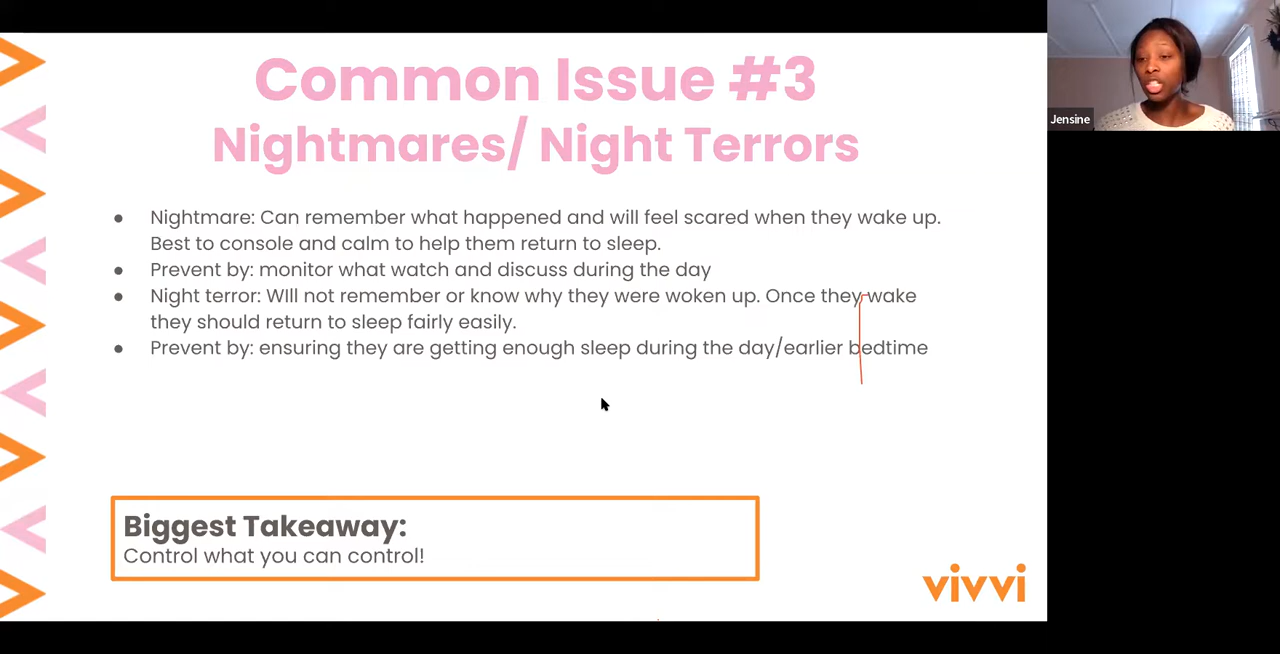 Common Issue #3
Nightmares/ Night Terrors
● Nightmare: Can remember what happened and will feel scared when they wake up.
Best to console and calm to help them return to sleep.
● Prevent by: monitor what watch and discuss during the day
● Night terror: WIll not remember or know why they were woken up. Once they wake
they should return to sleep fairly easily.
● Prevent by: ensuring they are getting enough sleep during the day/earlier bedtime
Biggest Takeaway:
Control what you can control!
vivvi
Jensine